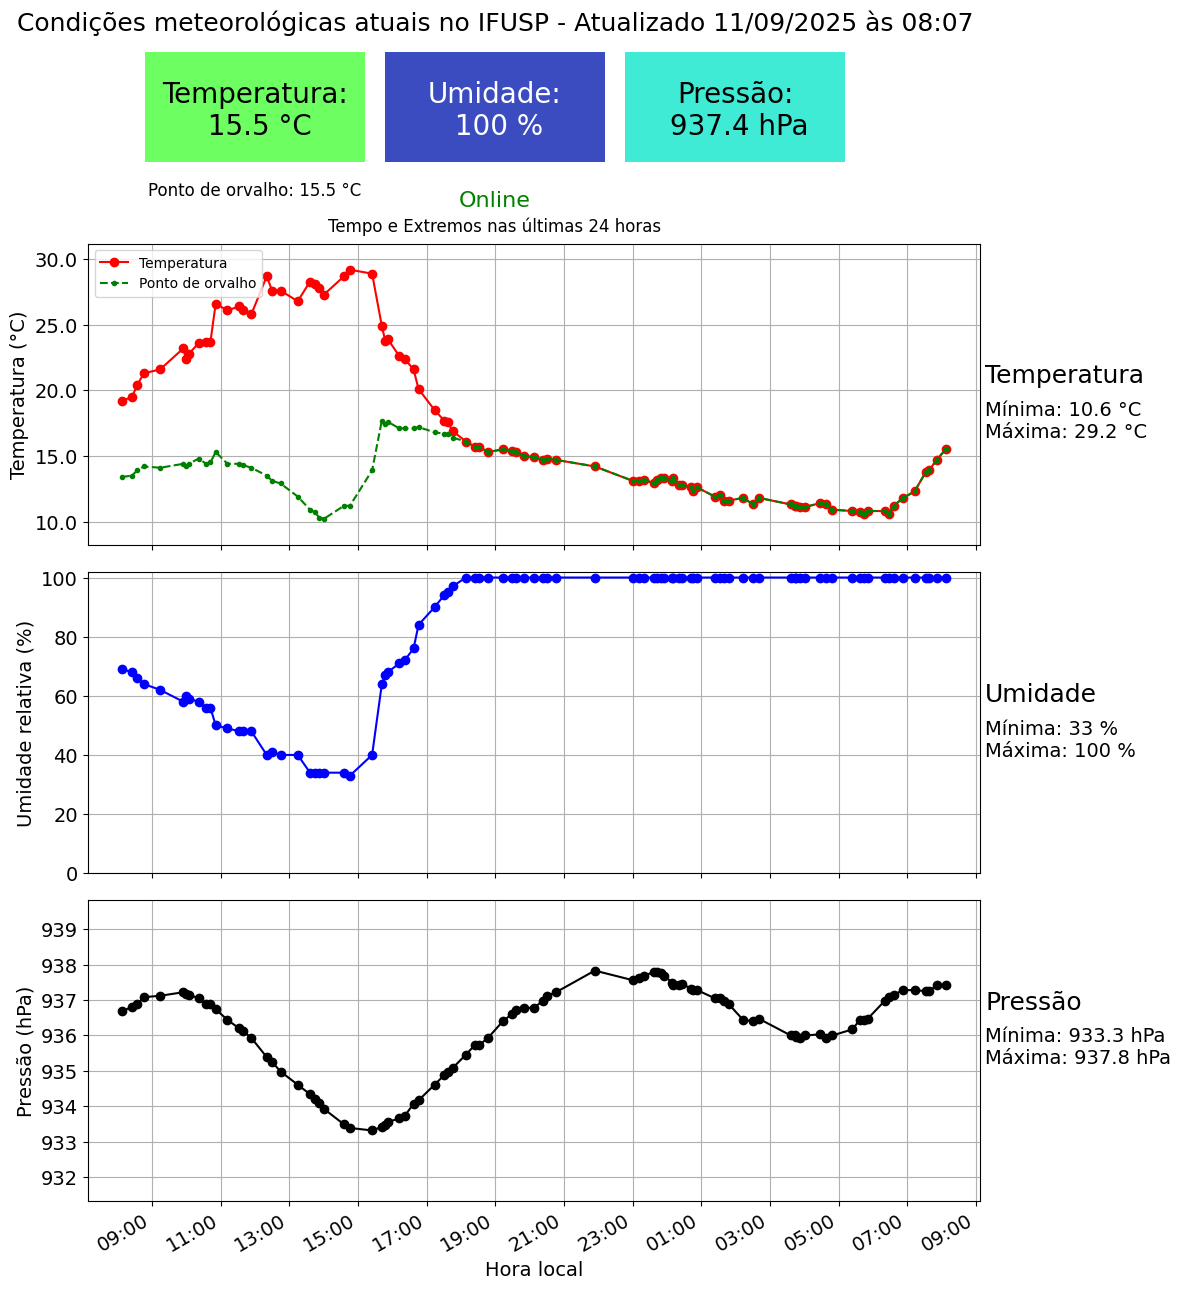 Condições meteorológicas atuais no IFUSP - Atualizado 11/09/2025 às 08:07
Temperatura:
15.5 °C
Umidade:
100 %
Pressão:
937.4 hPa
Ponto de orvalho: 15.5 °C
Online
Tempo e Extremos nas últimas 24 horas
Temperatura (°C)
30.0
25.0
20.0
15.0
10.0
Temperatura
Ponto de orvalho
Temperatura
Mínima: 10.6 °C
Máxima: 29.2 °C
Umidade relativa (%)
100
80
60
40
20
0
Umidade
Mínima: 33 %
Máxima: 100 %
Pressão (hPa)
939
938
937
936
935
934
933
932
Pressão
Mínima: 933.3 hPa
Máxima: 937.8 hPa
09:00
11:00
13:00
15:00
17:00
19:00
21:00
23:00
01:00
03:00
05:00
07:00
09:00
Hora local